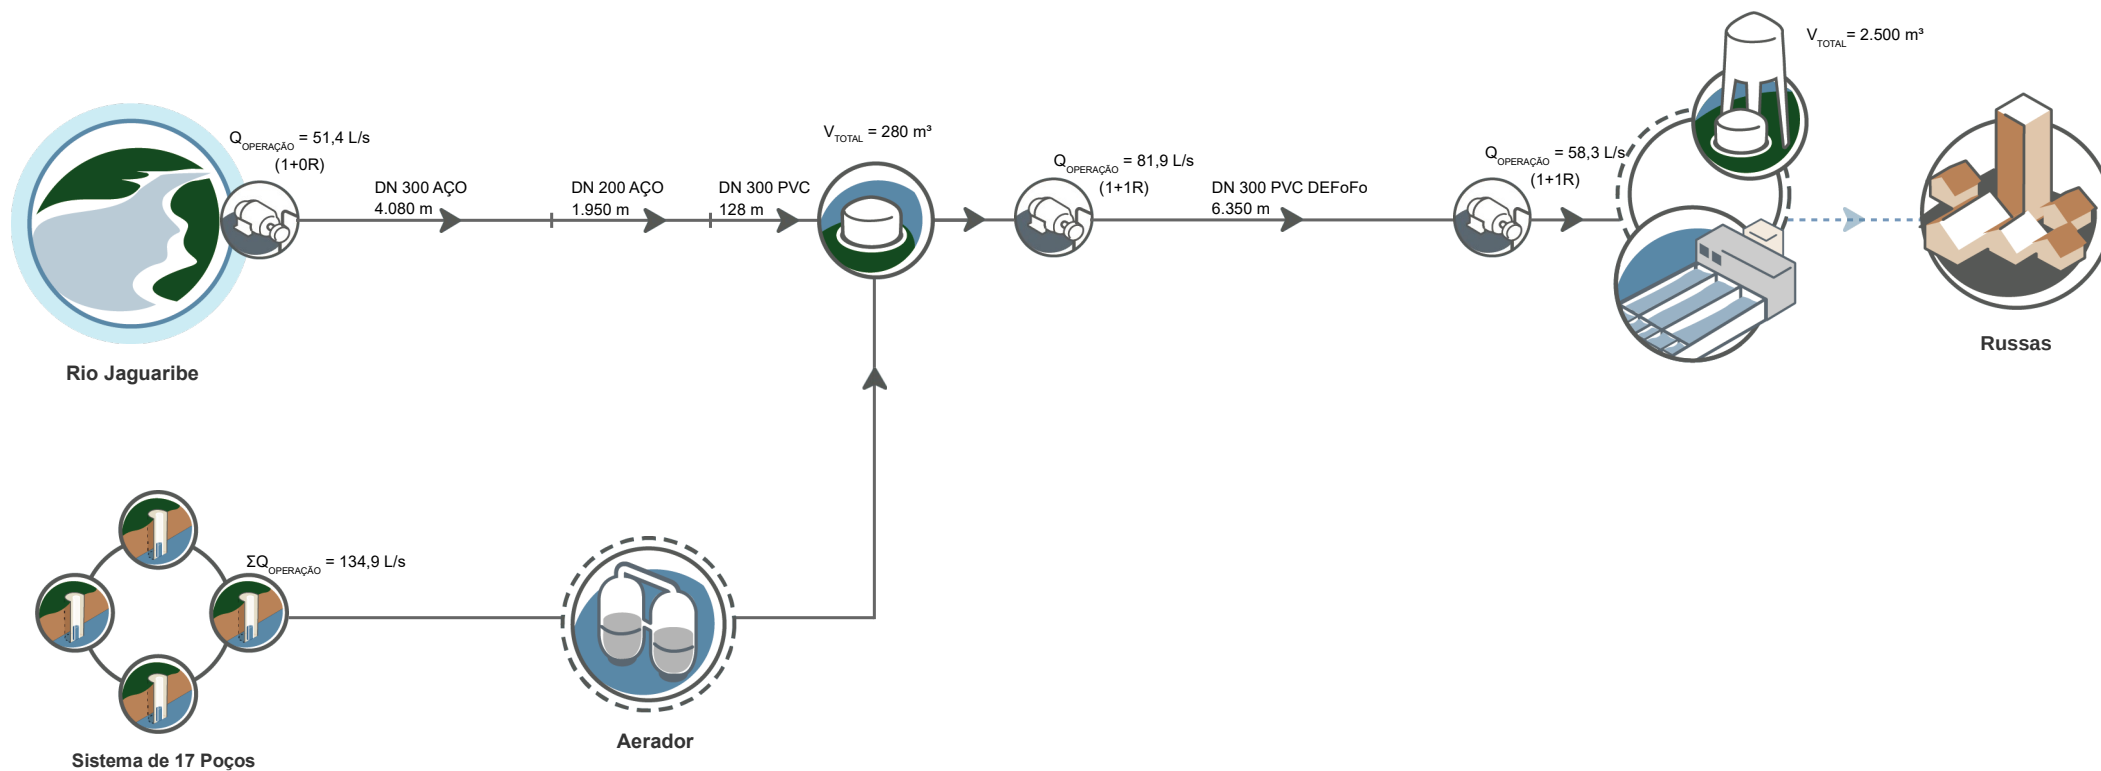 V_TOTAL = 2.500 m³
Q_OPERAÇÃO = 51,4 L/s
(1+0R)
V_TOTAL = 280 m³
Q_OPERAÇÃO = 81,9 L/s
(1+1R)
Q_OPERAÇÃO = 58,3 L/s
(1+1R)
DN 300 AÇO
4.080 m
DN 200 AÇO
1.950 m
DN 300 PVC
128 m
DN 300 PVC DEFoFo
6.350 m
Rio Jaguaribe
Russas
ΣQ_OPERAÇÃO = 134,9 L/s
Aerador
Sistema de 17 Poços